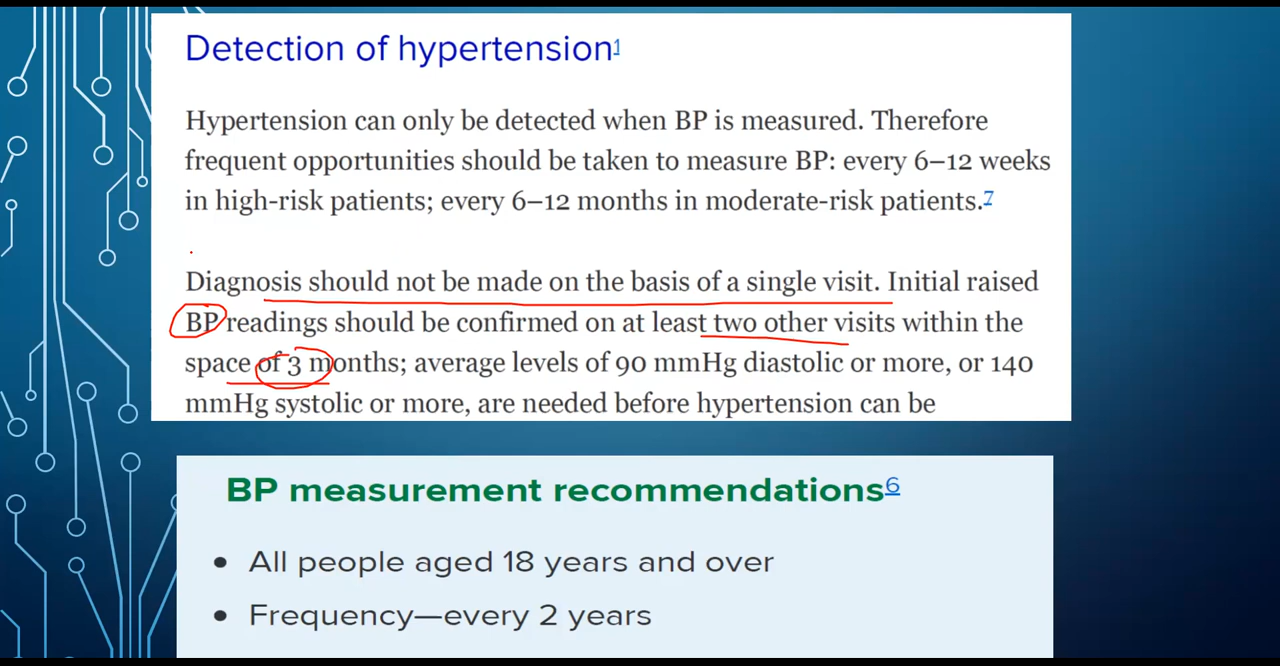 Detection of hypertension1
Hypertension can only be detected when BP is measured. Therefore
frequent opportunities should be taken to measure BP: every 6–12 weeks
in high-risk patients; every 6–12 months in moderate-risk patients.7
Diagnosis should not be made on the basis of a single visit. Initial raised
BP readings should be confirmed on at least two other visits within the
space of 3 months; average levels of 90 mmHg diastolic or more, or 140
mmHg systolic or more, are needed before hypertension can be
BP measurement recommendations6
• All people aged 18 years and over
• Frequency—every 2 years